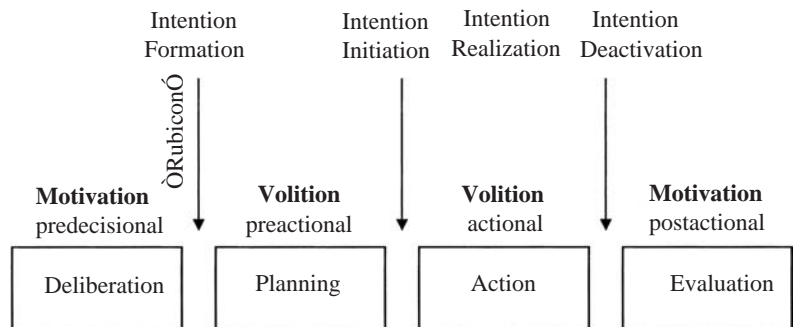 Intention
Formation
Intention
Initiation
Intention
Realization
Intention
Deactivation
ÒRubiconÓ
Motivation
predecisional
Volition
preactional
Volition
actional
Motivation
postactional
Deliberation
Planning
Action
Evaluation